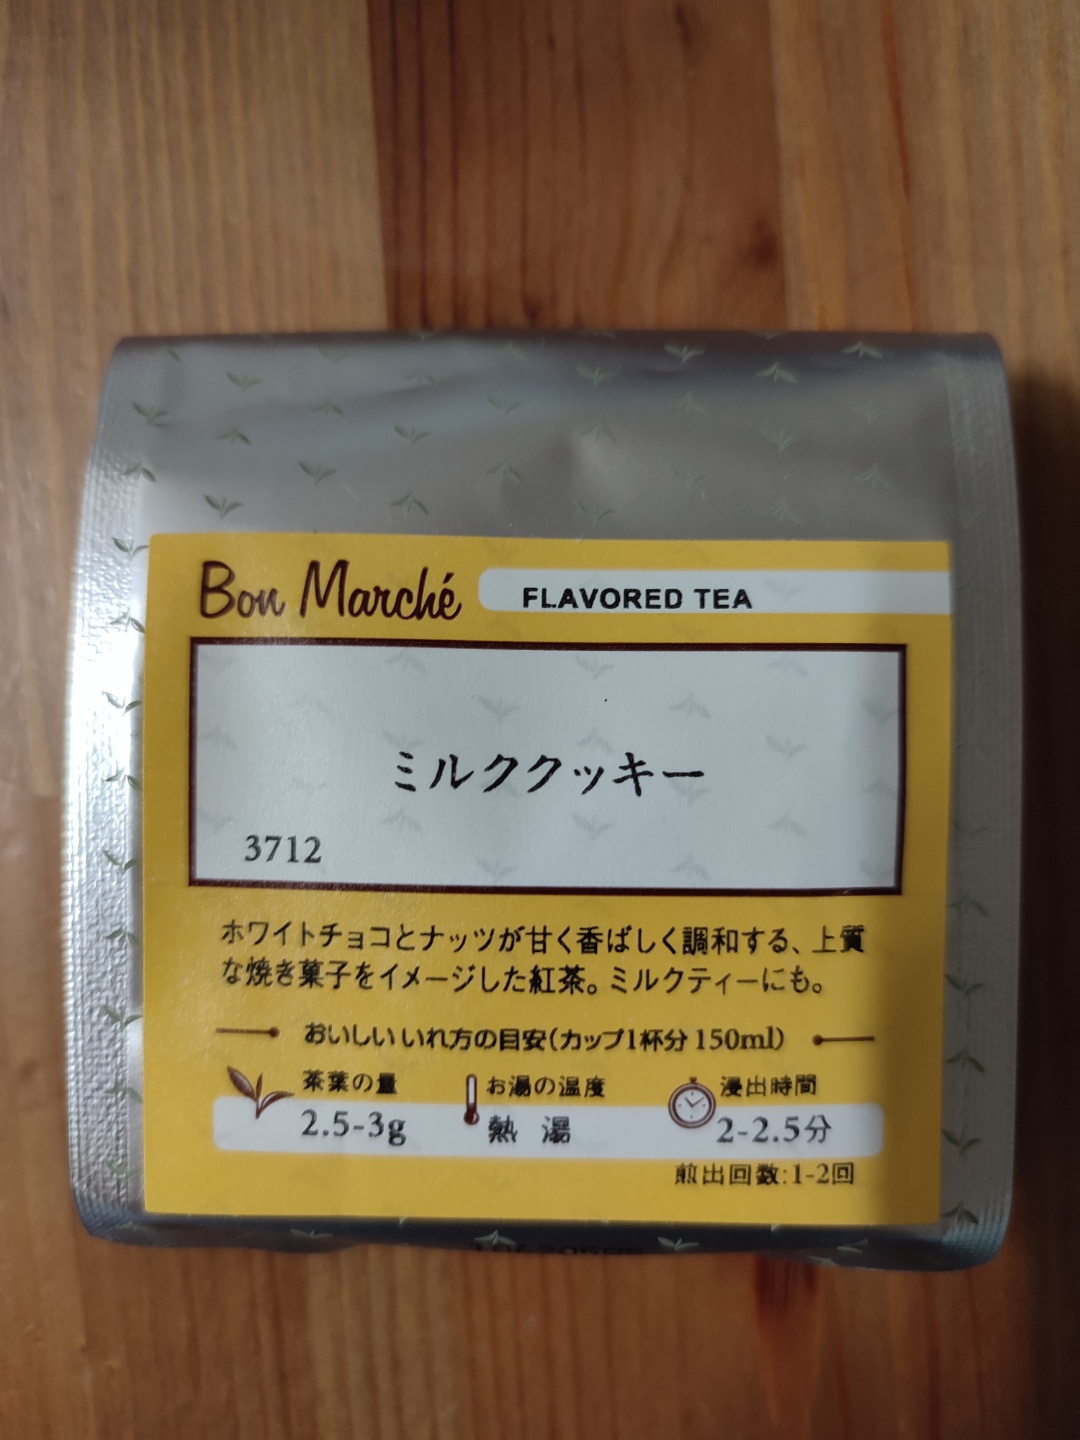 Bon Marché FLAVORED TEA
ミルククッキー
3712
ホワイトチョコとナッツが甘く香ばしく調和する、上質
な焼き菓子をイメージした紅茶。ミルクティーにも。
おいしいいれ方の目安(カップ1杯分 150ml)
茶葉の量 お湯の温度 浸出時間
2.5-3g 熱 湯 2-2.5分
煎出回数:1-2回